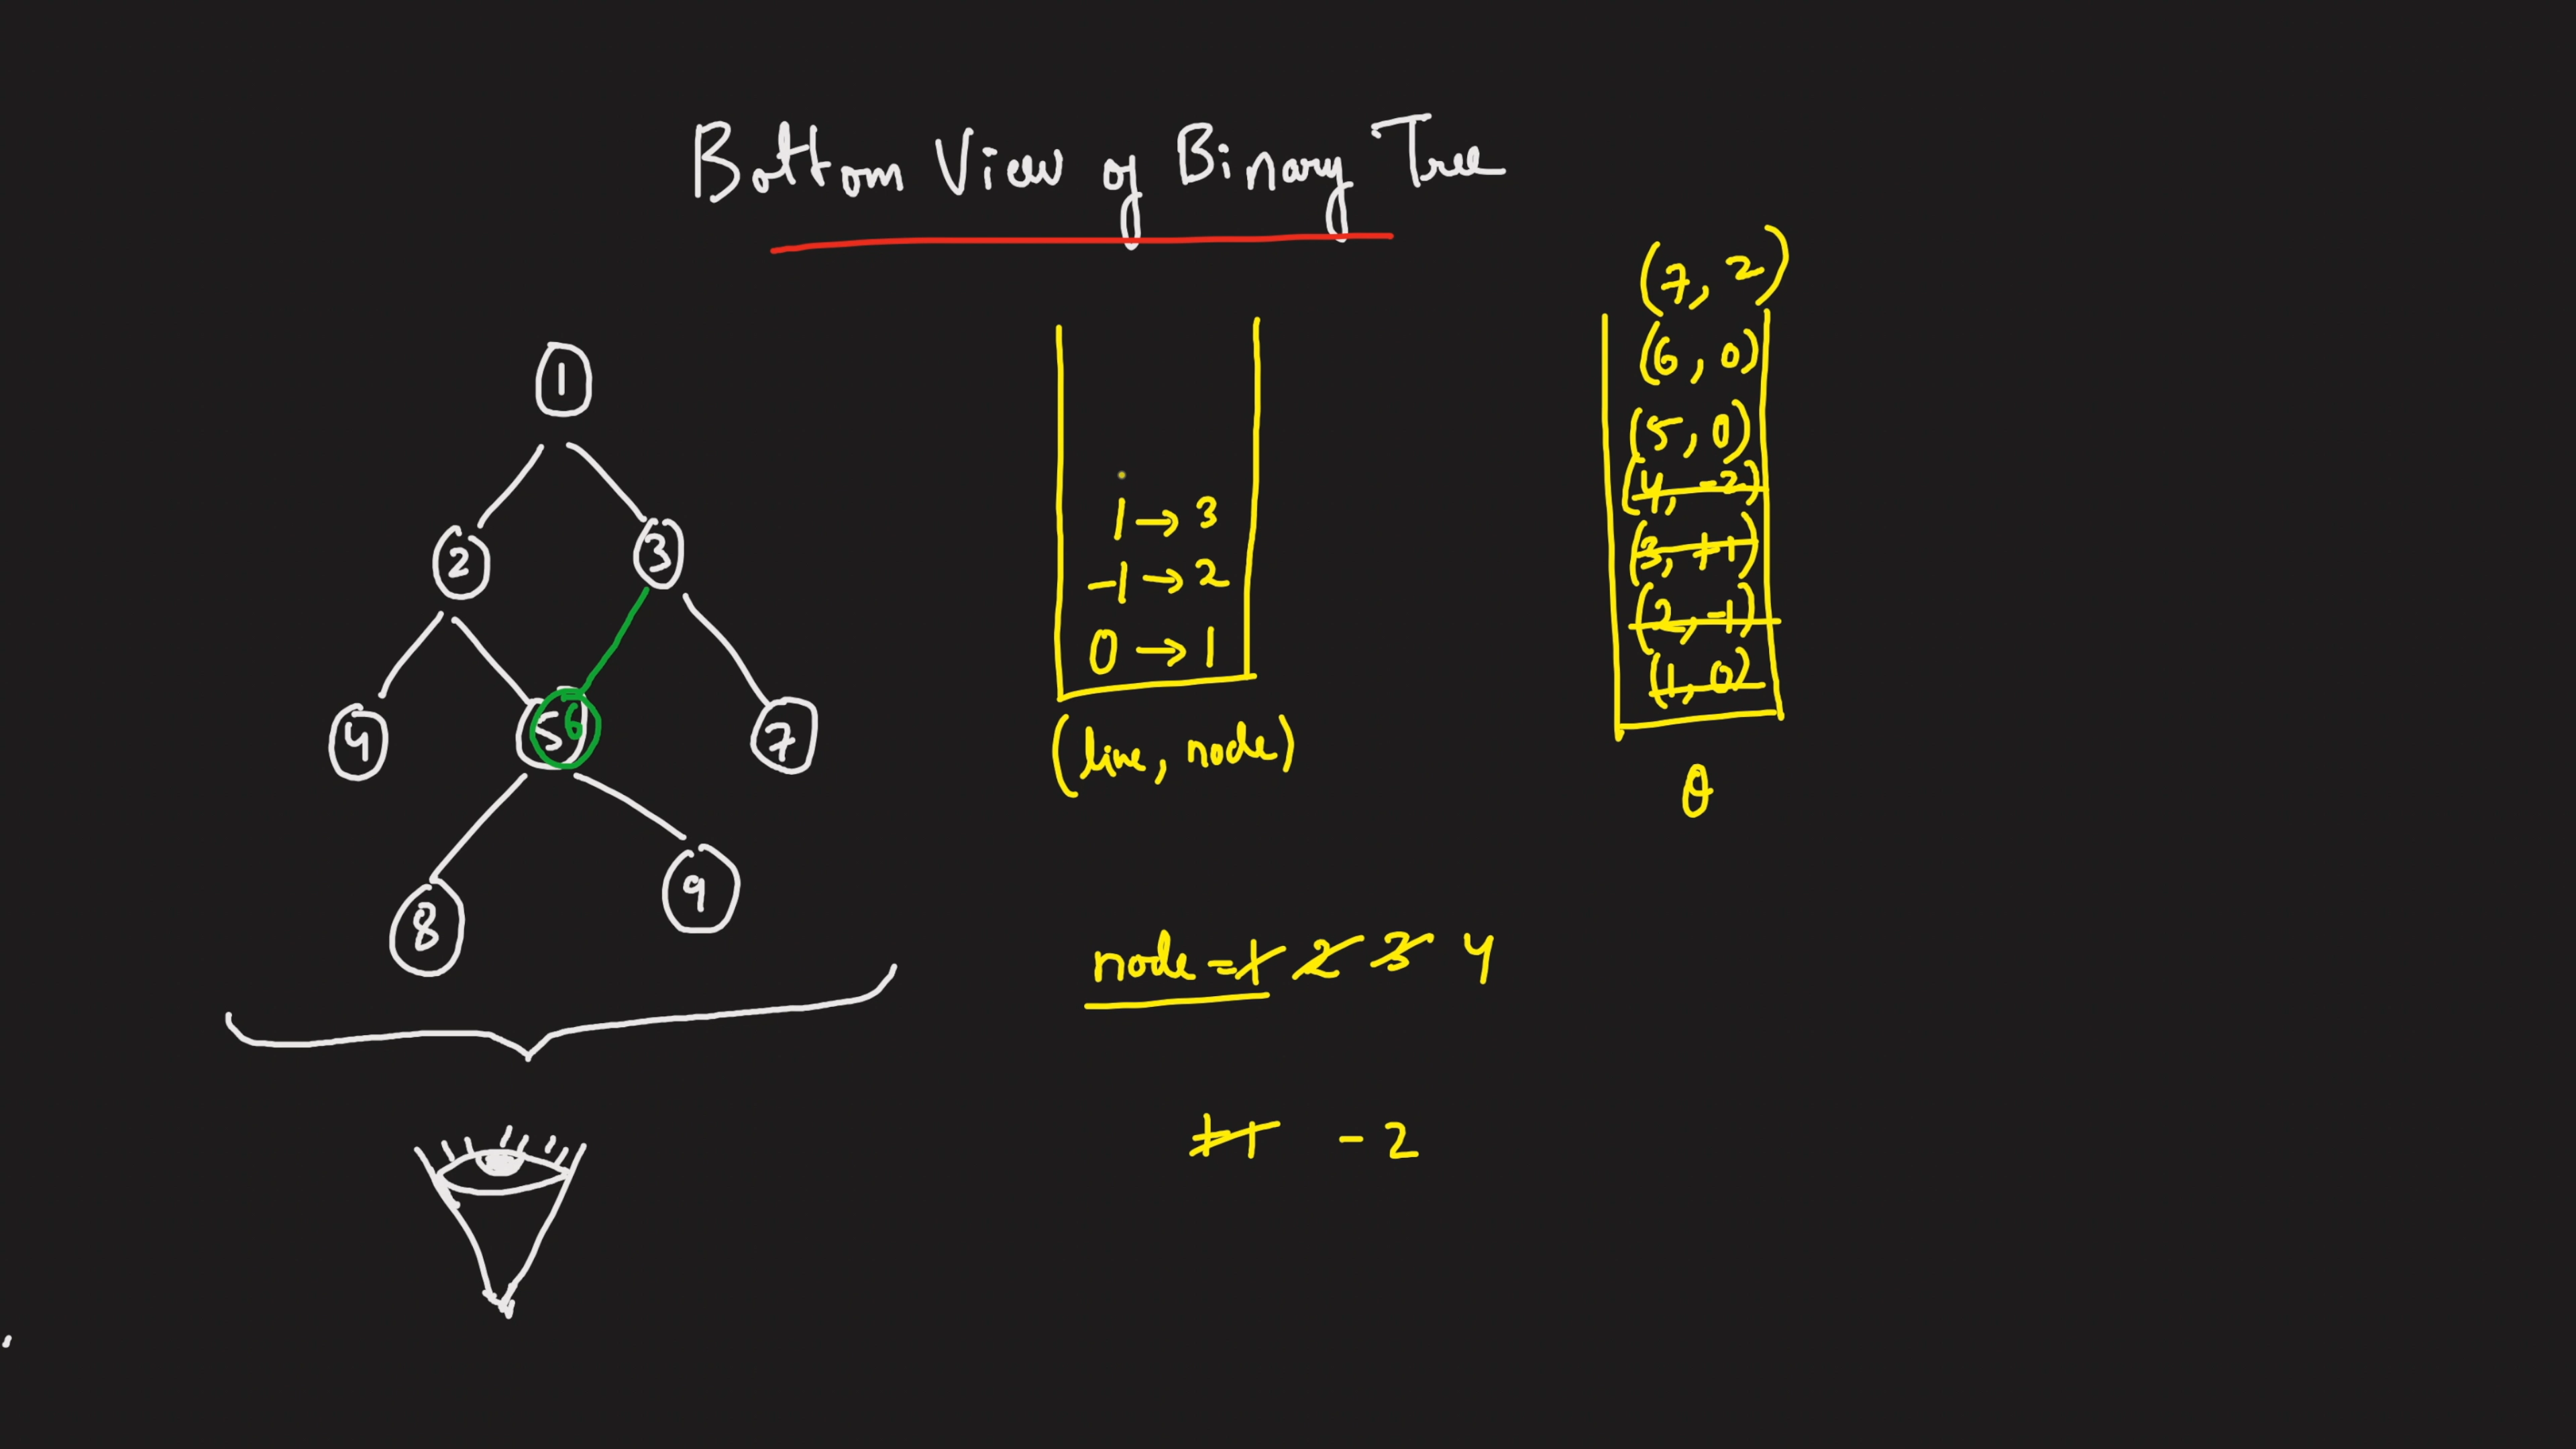 Bottom View of Binary Tree
1
2 3
4 5 6 7
8 9
1 → 3
-1 → 2
0 → 1
(line, node)
(7, 2)
(6, 0)
(5, 0)
(4, -2)
(3, +1)
(2, -1)
(1, 0)
Q
node = 1 2 3 4
+1 -2